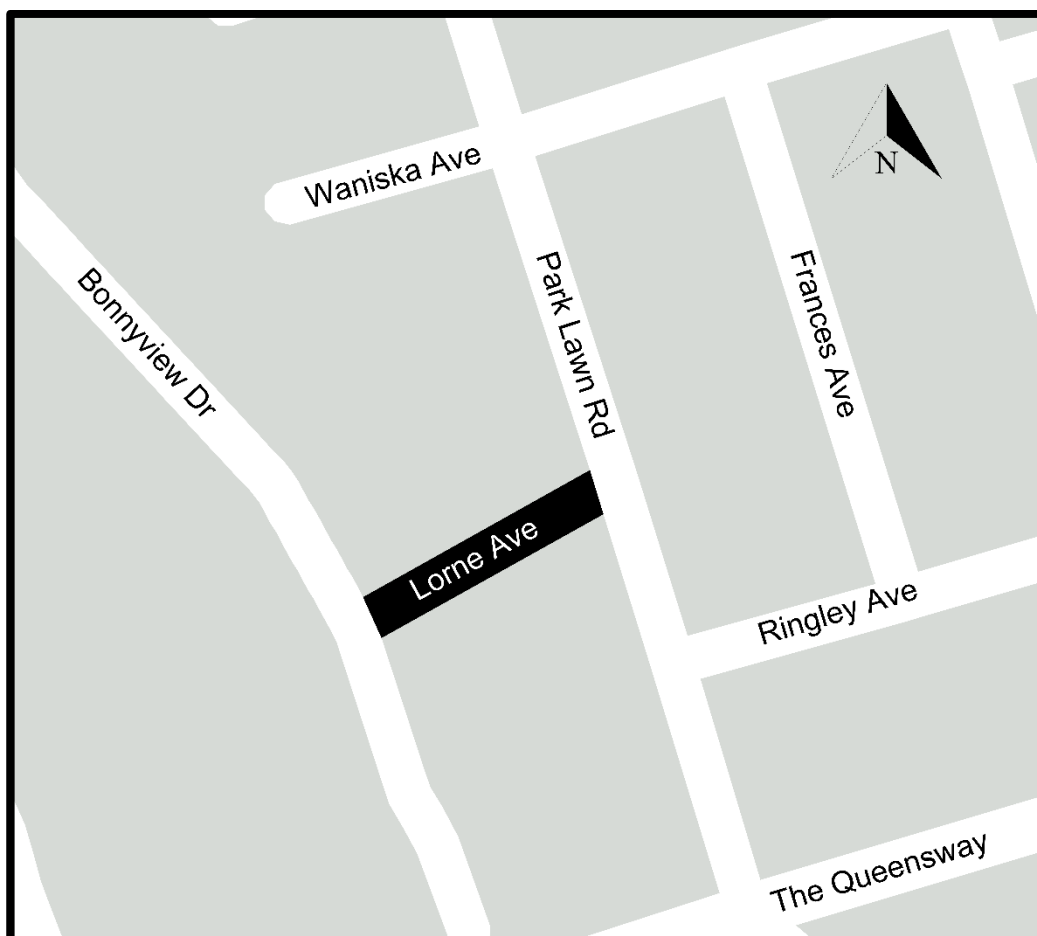 Waniska Ave
N
Bonnyview Dr
Park Lawn Rd
Frances Ave
Lorne Ave
Ringley Ave
The Queensway